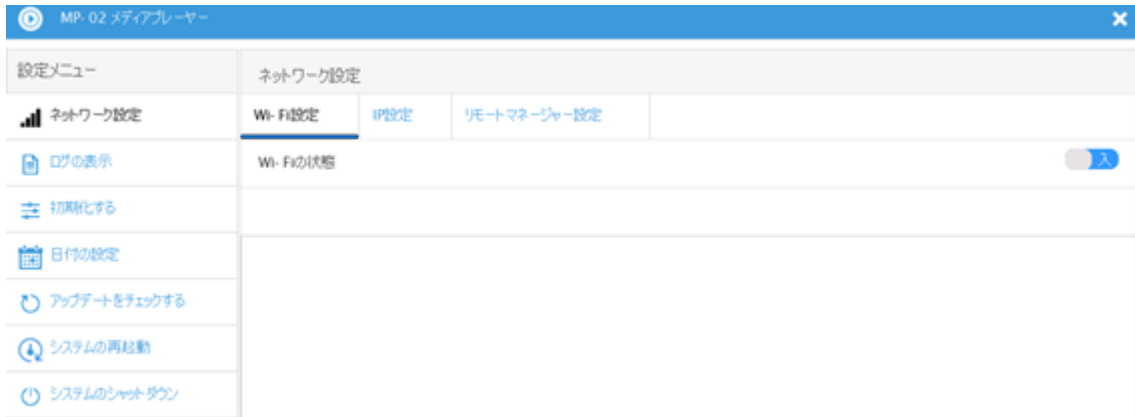 MP-02 メディアプレーヤー
設定メニュー
ネットワーク設定
ネットワーク設定
ログの表示
初期化する
日付の設定
アップデートをチェックする
システムの再起動
システムのシャットダウン
Wi-Fi設定 IP設定 リモートマネージャー設定
Wi-Fiの状態 入